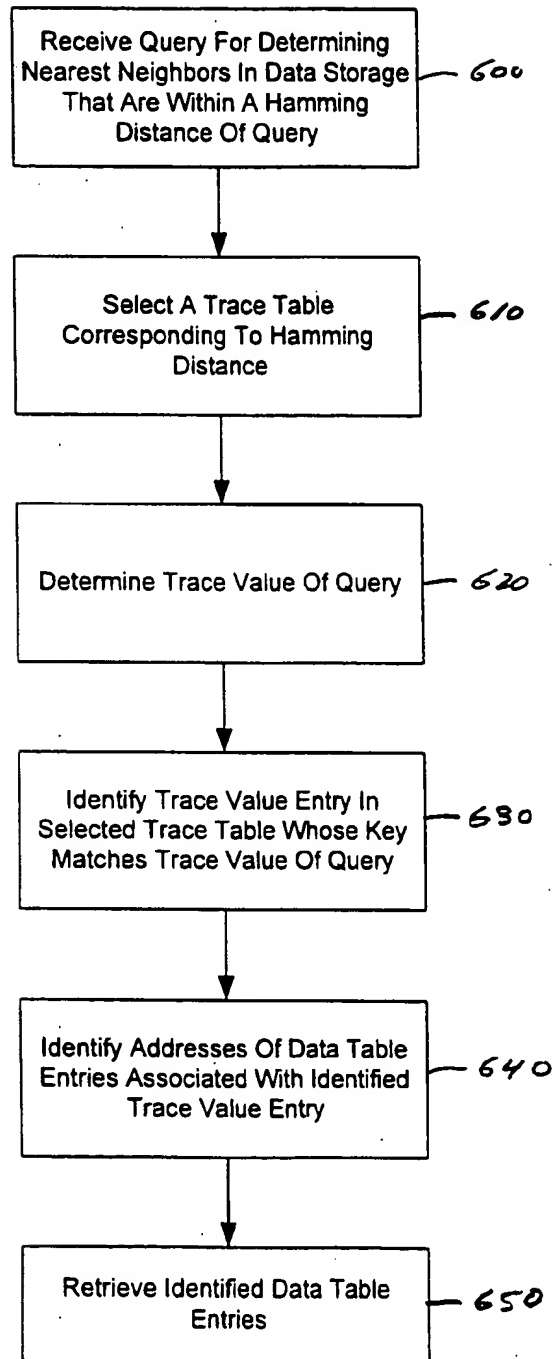 Receive Query For Determining
Nearest Neighbors In Data Storage
That Are Within A Hamming
Distance Of Query
600
Select A Trace Table
Corresponding To Hamming
Distance
610
Determine Trace Value Of Query
620
Identify Trace Value Entry In
Selected Trace Table Whose Key
Matches Trace Value Of Query
630
Identify Addresses Of Data Table
Entries Associated With Identified
Trace Value Entry
640
Retrieve Identified Data Table
Entries
650